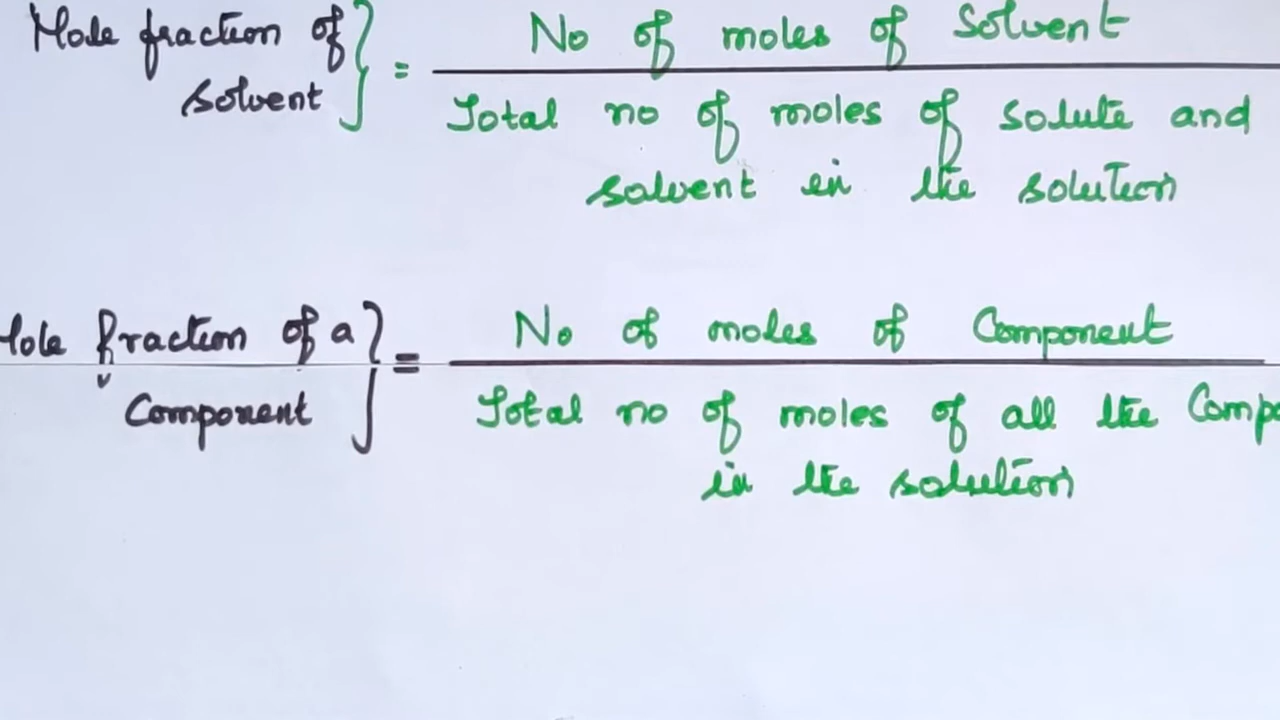 Mole fraction of } = No of moles of Solvent
solvent
Total no of moles of solute and
solvent in the solution
Mole fraction of a } = No of moles of Component
Component
Total no of moles of all the Compo
in the solution